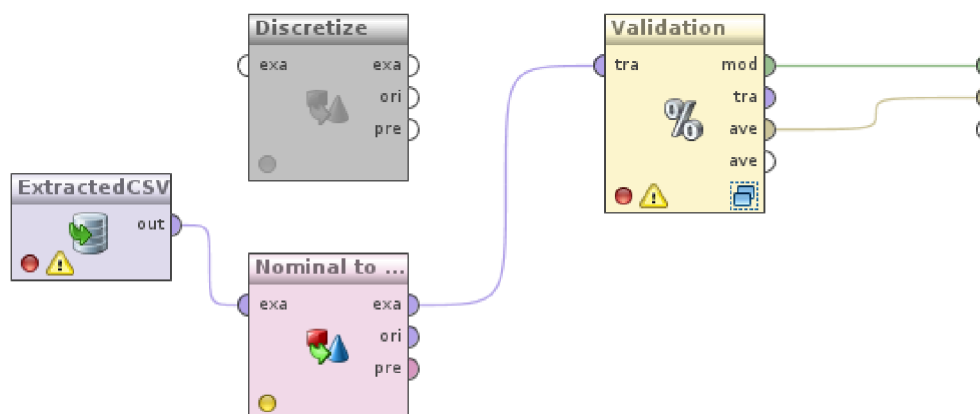 Discretize
exa exa
ori
pre
Validation
tra mod
tra
ave
ave
%
ExtractedCSV
out
Nominal to ...
exa exa
ori
pre